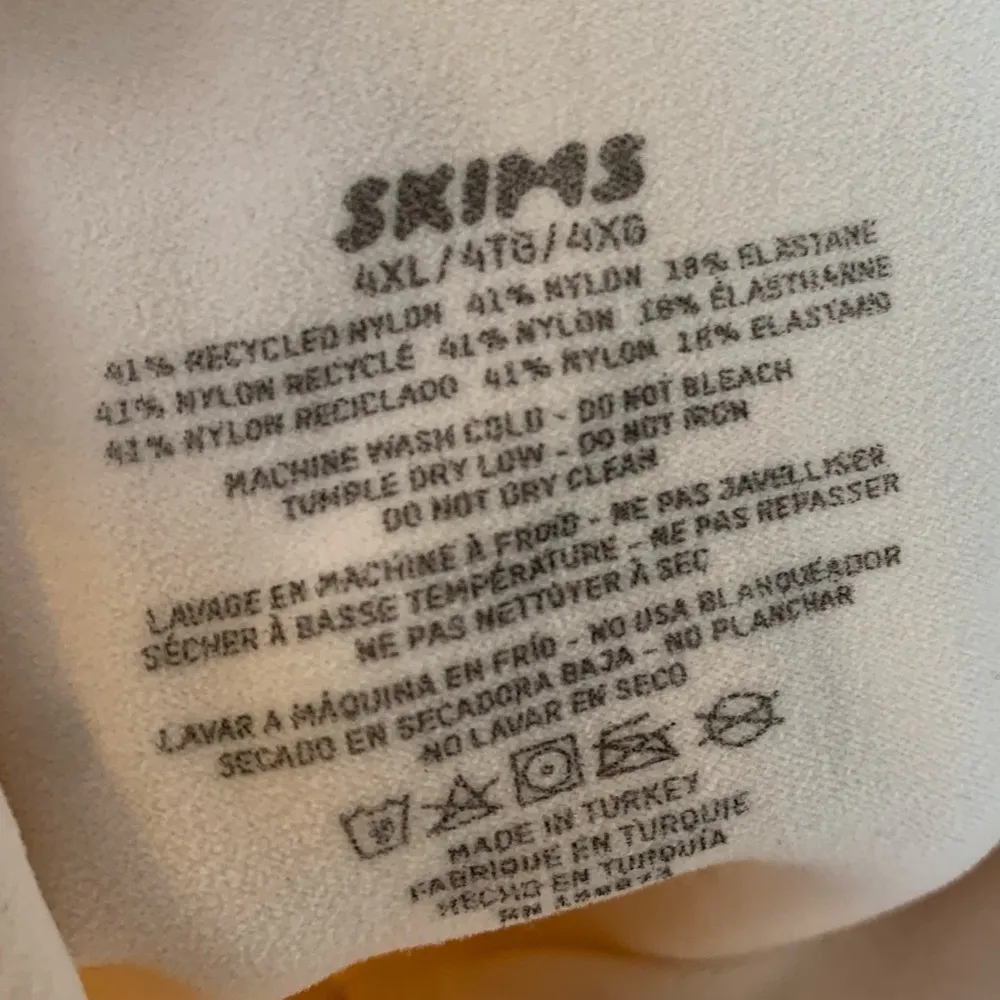 SKIMS
4XL/4TG/4XG
41% RECYCLED NYLON 41% NYLON 18% ELASTANE
41% NYLON RECYCLÉ 41% NYLON 18% ÉLASTHANNE
41% NYLON RECICLADO 41% NYLON 18% ELASTANO
MACHINE WASH COLD - DO NOT BLEACH
TUMBLE DRY LOW - DO NOT IRON
DO NOT DRY CLEAN
LAVAGE EN MACHINE À FROID - NE PAS JAVELLISER
SÉCHER À BASSE TEMPÉRATURE - NE PAS REPASSER
NE PAS NETTOYER À SEC
LAVAR A MÁQUINA EN FRÍO - NO USA BLANQUEADOR
SECADO EN SECADORA BAJA - NO PLANCHAR
NO LAVAR EN SECO
MADE IN TURKEY
FABRIQUE EN TURQUIE
HECHO EN TURQUÍA
RN